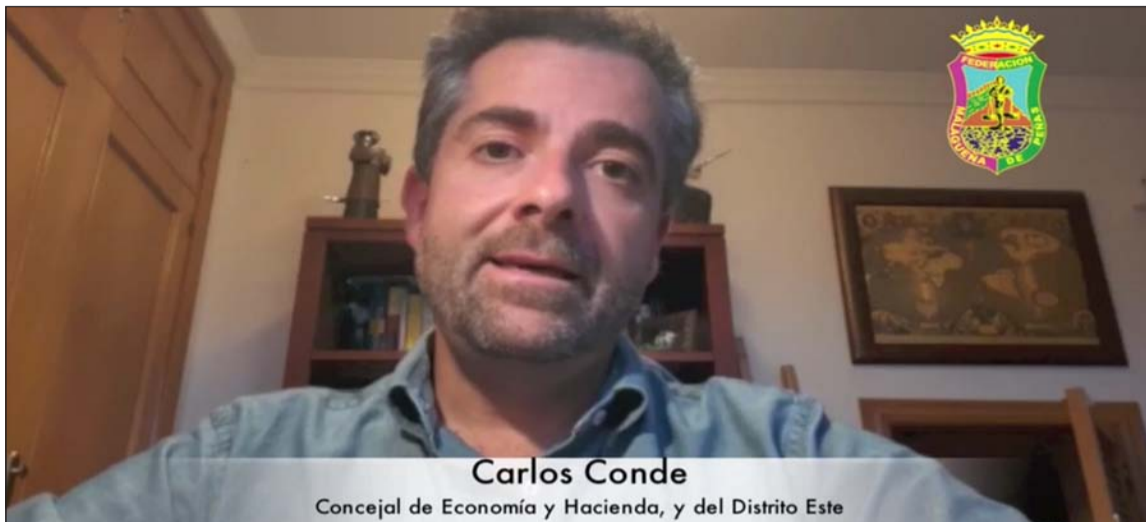 FEDERACION
MALAGUEÑA DE PEÑAS
Carlos Conde
Concejal de Economía y Hacienda, y del Distrito Este